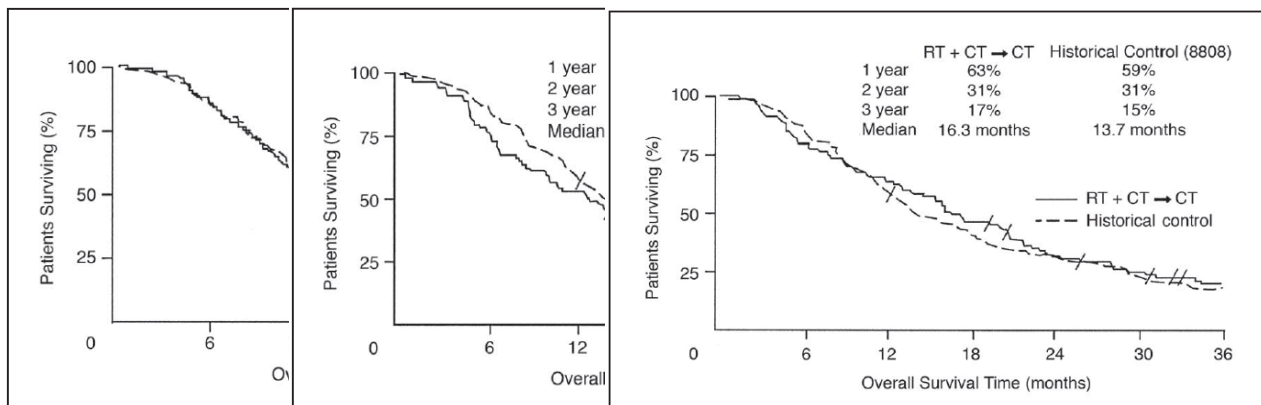 100
75
50
25
0
6
Patients Surviving (%)
1 year
2 year
3 year
Median
100
75
50
25
0
6
12
Patients Surviving (%)
Overall
RT + CT → CT Historical Control (8808)
1 year 63% 59%
2 year 31% 31%
3 year 17% 15%
Median 16.3 months 13.7 months
100
75
50
25
0
Patients Surviving (%)
RT + CT → CT
Historical control
6 12 18 24 30 36
Overall Survival Time (months)